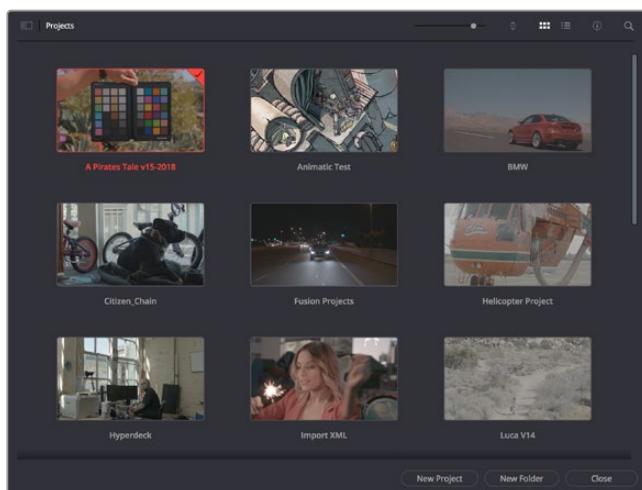 Projects
A Pirates Tale v15-2018
Animatic Test
BMW
Citizen_Chain
Fusion Projects
Helicopter Project
Hyperdeck
Import XML
Luca V14
New Project
New Folder
Close